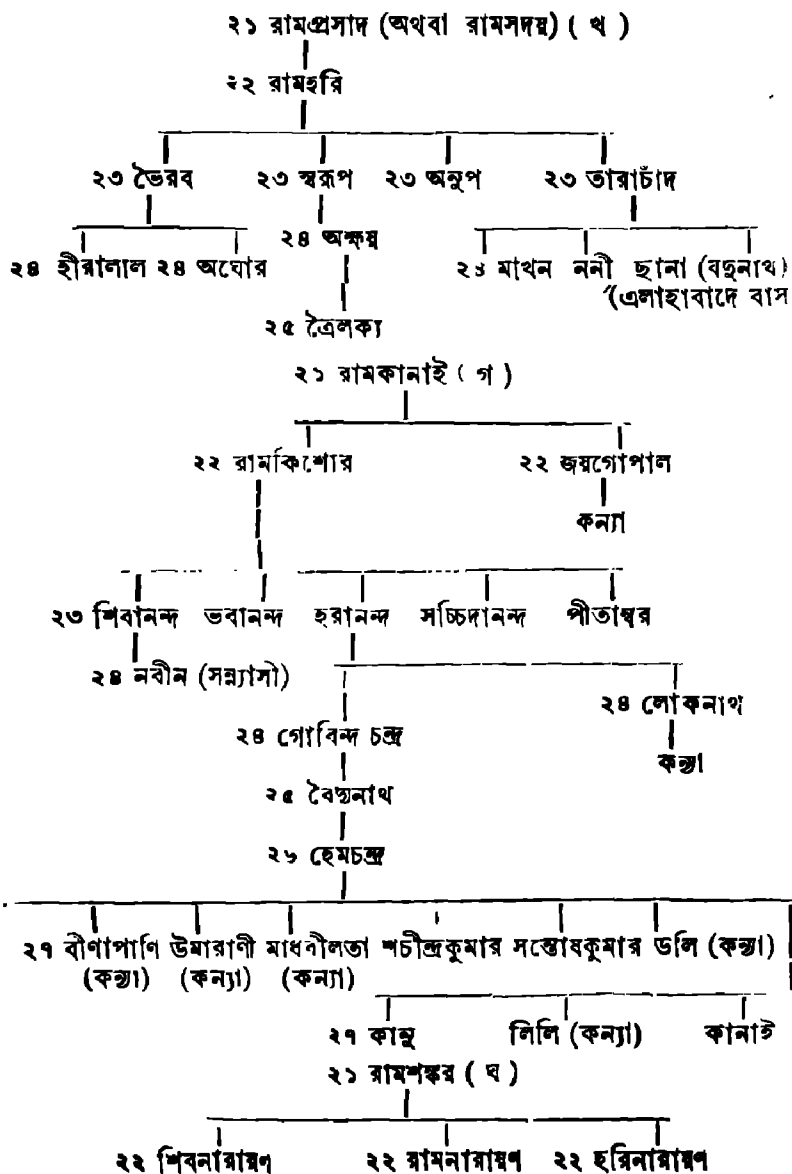 ২১ রামপ্রসাদ (অথবা রামসদয়) ( খ )
২২ রামহরি
২৩ ভৈরব ২৩ স্বরূপ ২৩ অনুপ ২৩ তারাচাঁদ
২৪ অক্ষয়
২৪ হীরালাল ২৪ অঘোর ২৪ মাখন ননী ছানা (যদুনাথ)
(এলাহাবাদে বাস
২৫ ত্রৈলক্য
২১ রামকানাই ( গ )
২২ রামকিশোর ২২ জয়গোপাল
কন্যা
২৩ শিবানন্দ ভবানন্দ হরানন্দ সচ্চিদানন্দ পীতাম্বর
২৪ নবীন (সন্ন্যাসী)
২৪ লোকনাথ
২৪ গোবিন্দ চন্দ্র
কন্যা
২৫ বৈদ্যনাথ
২৬ হেমচন্দ্র
২৭ বীণাপাণি উমারাণী মাধবীলতা শচীন্দ্রকুমার সন্তোষকুমার ডলি (কন্যা)
(কন্যা) (কন্যা) (কন্যা)
২৭ কানু লিলি (কন্যা) কানাই
২১ রামশঙ্কর ( ঘ )
২২ শিবনারায়ণ ২২ রামনারায়ণ ২২ হরিনারায়ণ